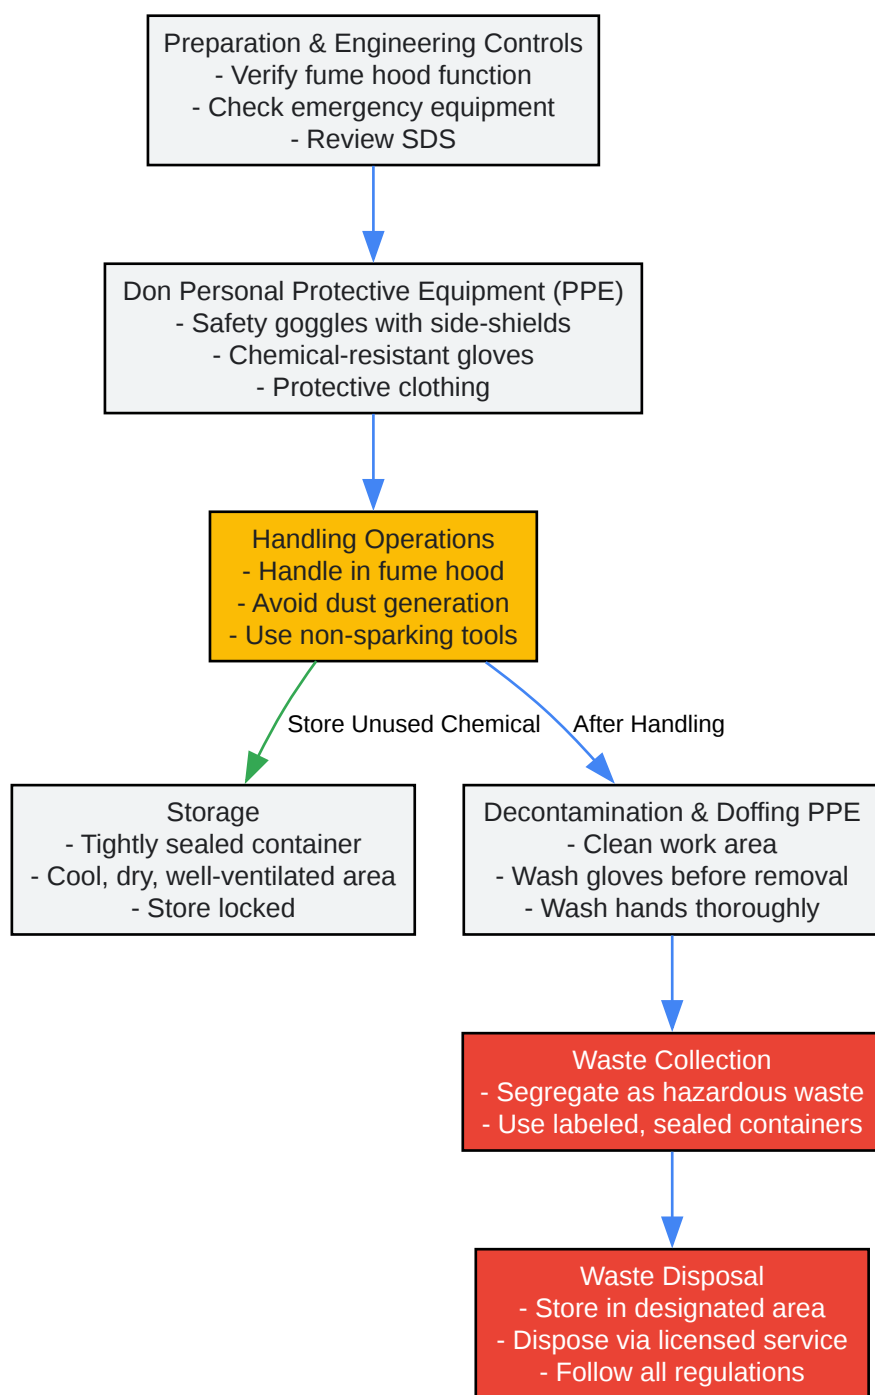 Preparation & Engineering Controls
- Verify fume hood function
- Check emergency equipment
- Review SDS
Don Personal Protective Equipment (PPE)
- Safety goggles with side-shields
- Chemical-resistant gloves
- Protective clothing
Handling Operations
- Handle in fume hood
- Avoid dust generation
- Use non-sparking tools
Store Unused Chemical
After Handling
Storage
- Tightly sealed container
- Cool, dry, well-ventilated area
- Store locked
Decontamination & Doffing PPE
- Clean work area
- Wash gloves before removal
- Wash hands thoroughly
Waste Collection
- Segregate as hazardous waste
- Use labeled, sealed containers
Waste Disposal
- Store in designated area
- Dispose via licensed service
- Follow all regulations